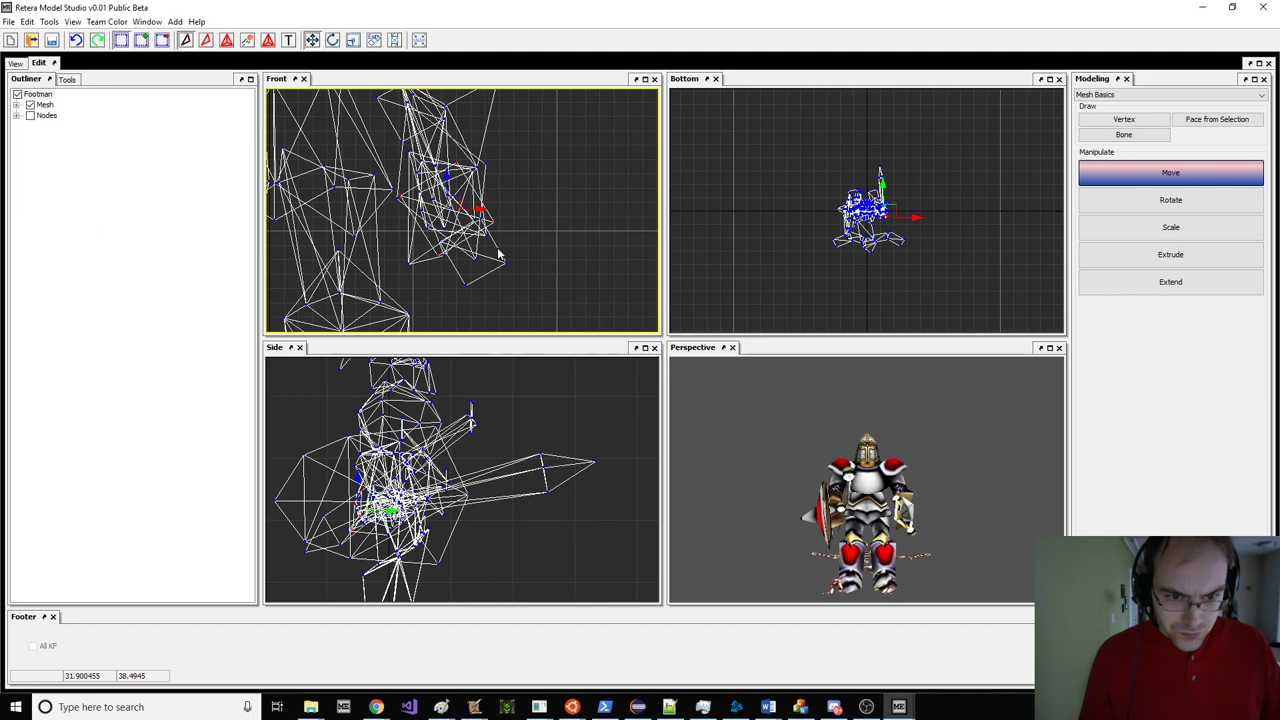 Retera Model Studio v0.01 Public Beta
File Edit Tools View Team Color Window Add Help
View Edit
Outliner Tools
Footman
Mesh
Nodes
Front
Bottom
Side
Perspective
Modeling
Mesh Basics
Draw
Vertex Face from Selection
Bone
Manipulate
Move
Rotate
Scale
Extrude
Extend
Footer
All KF
31.900455 38.4945
Type here to search